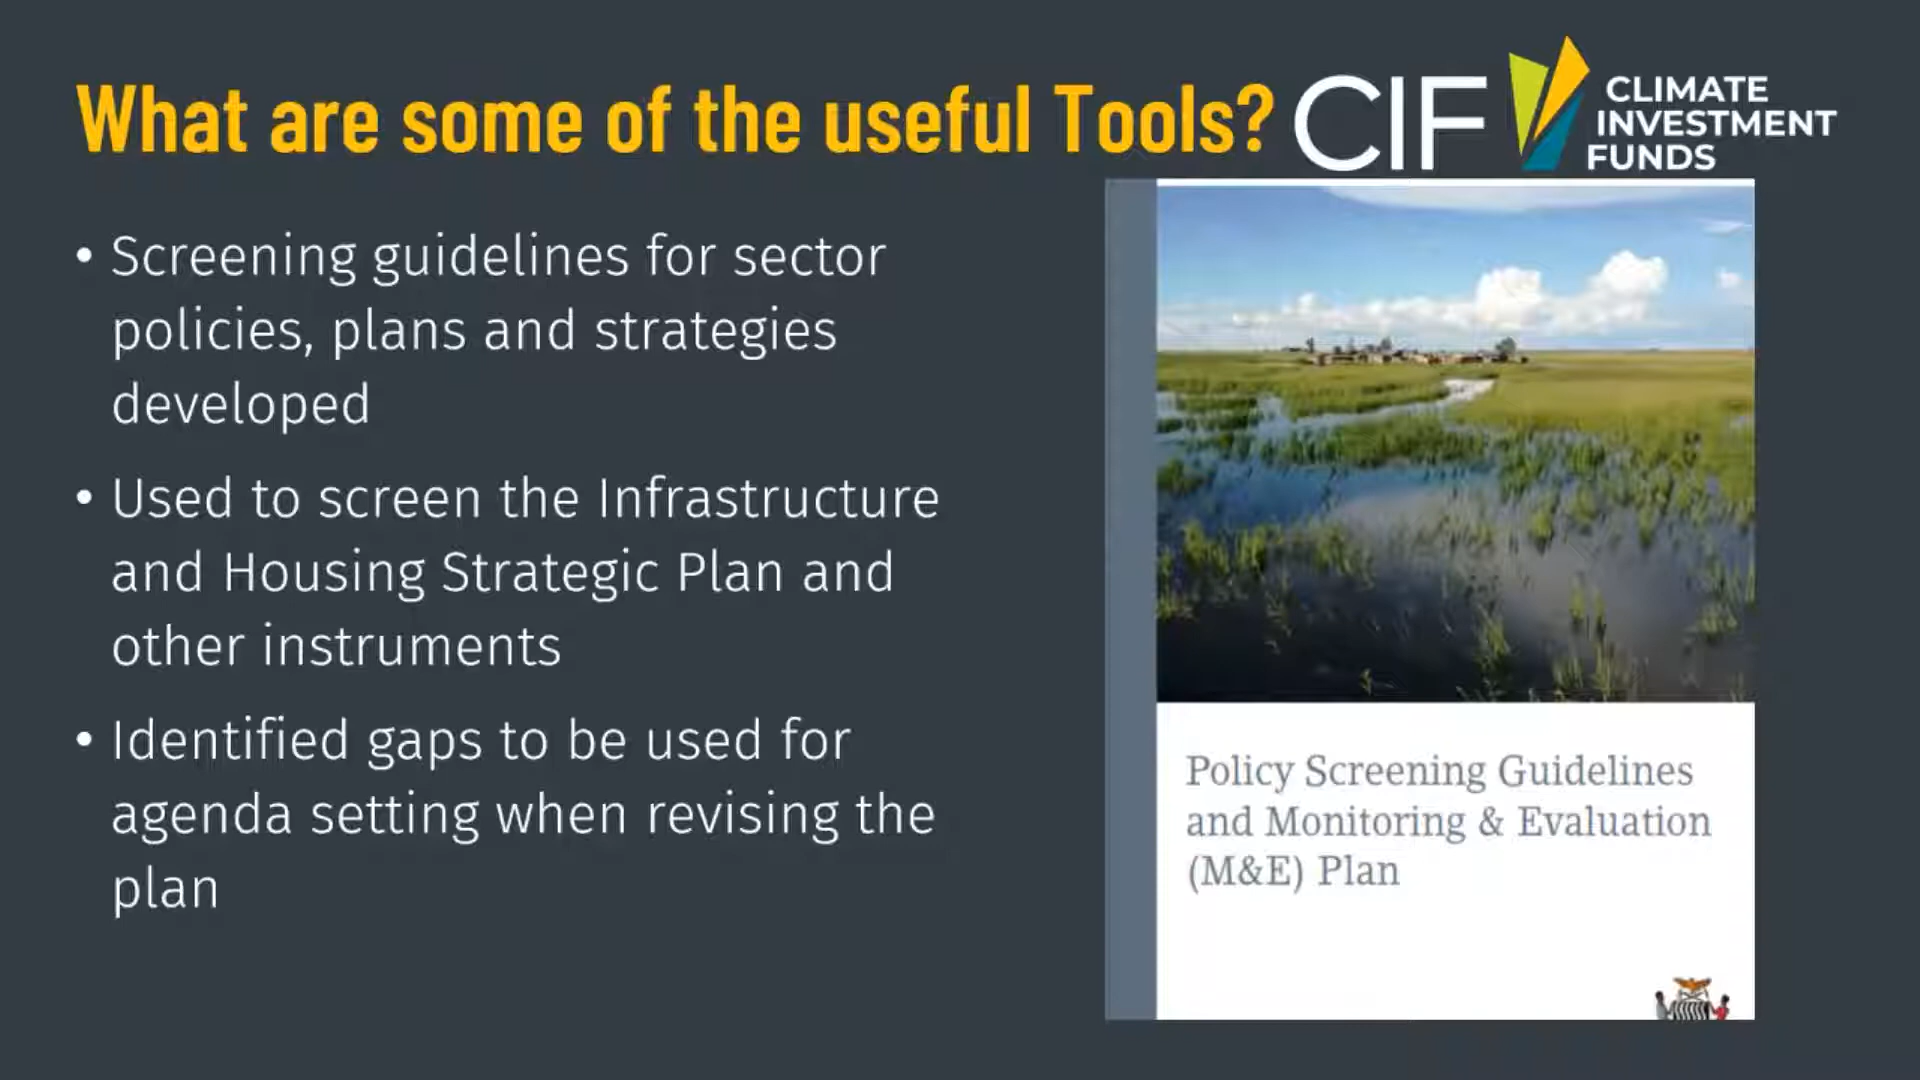 What are some of the useful Tools?
CIF
CLIMATE
INVESTMENT
FUNDS
• Screening guidelines for sector
policies, plans and strategies
developed
• Used to screen the Infrastructure
and Housing Strategic Plan and
other instruments
• Identified gaps to be used for
agenda setting when revising the
plan
Policy Screening Guidelines
and Monitoring & Evaluation
(M&E) Plan